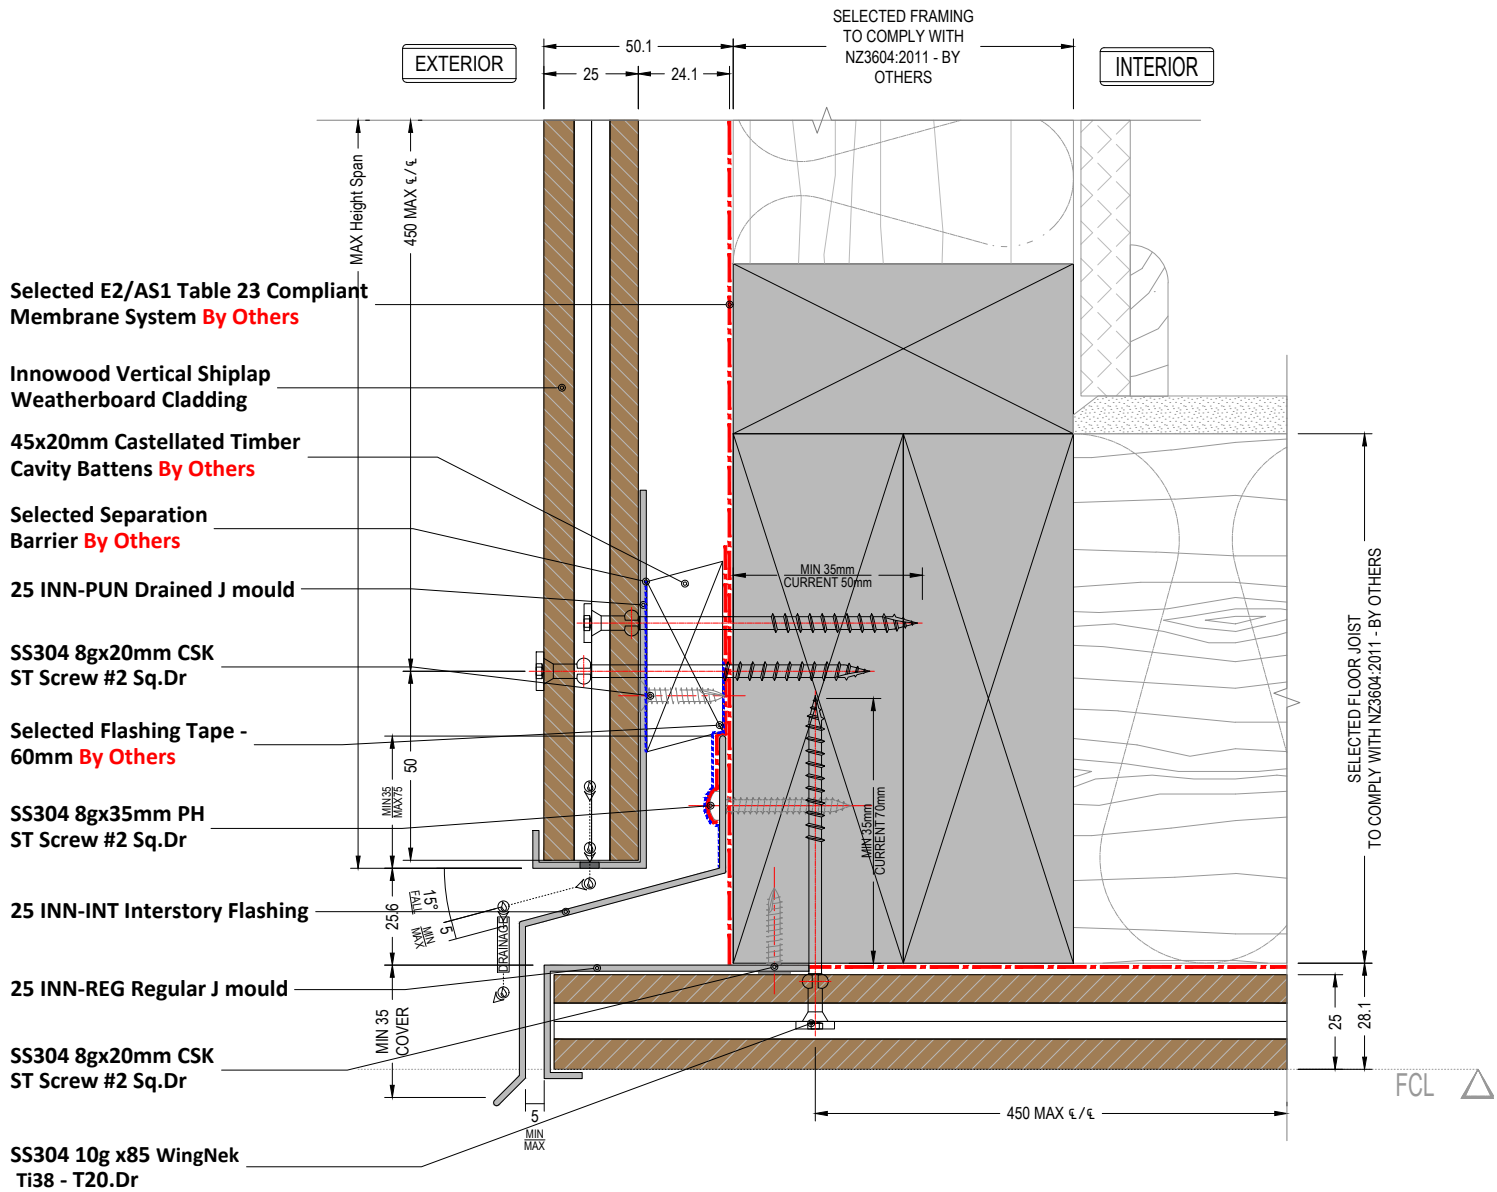 SELECTED FRAMING
TO COMPLY WITH
NZ3604:2011 - BY
OTHERS
EXTERIOR
INTERIOR
50.1
25
24.1
MAX Height Span
450 MAX ℄/℄
Selected E2/AS1 Table 23 Compliant
Membrane System By Others
Innowood Vertical Shiplap
Weatherboard Cladding
45x20mm Castellated Timber
Cavity Battens By Others
Selected Separation
Barrier By Others
25 INN-PUN Drained J mould
SS304 8gx20mm CSK
ST Screw #2 Sq.Dr
Selected Flashing Tape -
60mm By Others
SS304 8gx35mm PH
ST Screw #2 Sq.Dr
25 INN-INT Interstory Flashing
25 INN-REG Regular J mould
SS304 8gx20mm CSK
ST Screw #2 Sq.Dr
SS304 10g x85 WingNek
Ti38 - T20.Dr
MIN 35mm
CURRENT 50mm
MIN 35mm
CURRENT 70mm
50
MIN35
MAX75
25.6
15°
FALL
5
MIN
MAX
DRAINAGE
MIN 35
COVER
5
MIN
MAX
SELECTED FLOOR JOIST
TO COMPLY WITH NZ3604:2011 - BY OTHERS
25
28.1
450 MAX ℄/℄
FCL